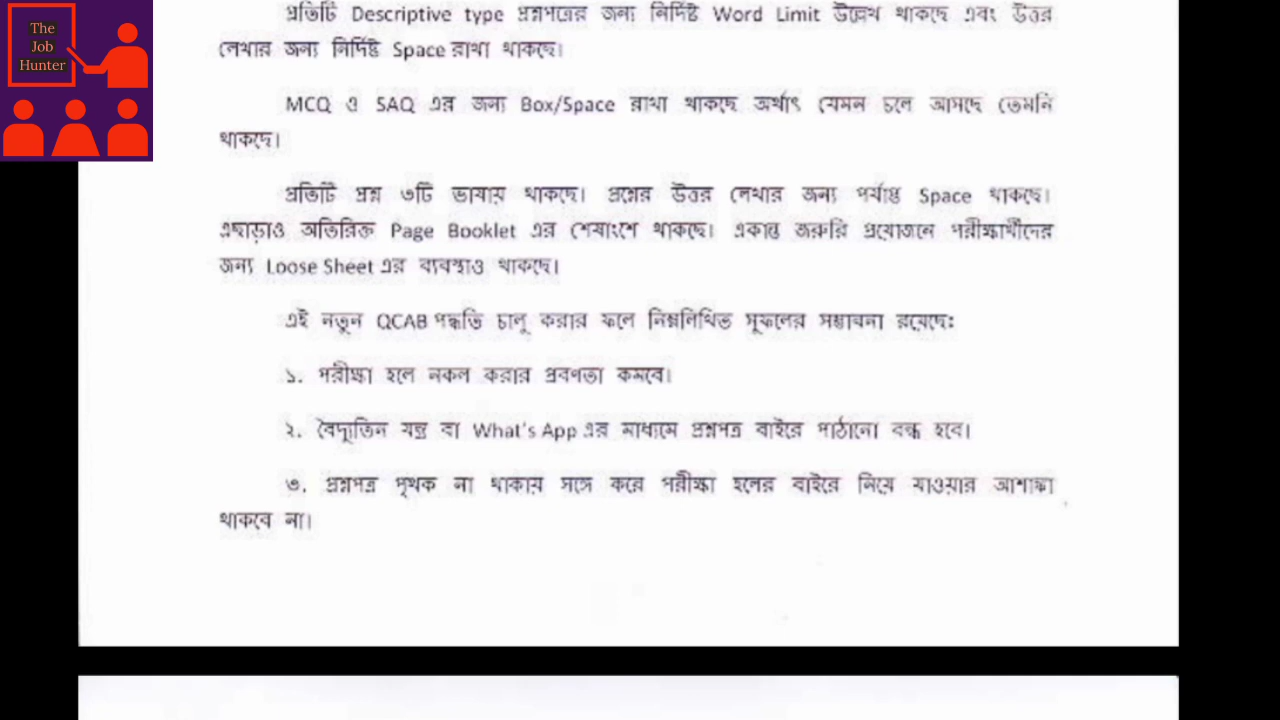 The
Job
Hunter
প্রতিটি Descriptive type প্রশ্নপত্রের জন্য নির্দিষ্ট Word Limit উল্লেখ থাকছে এবং উত্তর
লেখার জন্য নির্দিষ্ট Space রাখা থাকছে।
MCQ ও SAQ এর জন্য Box/Space রাখা থাকছে অর্থাৎ যেমন চলে আসছে তেমনি
থাকছে।
প্রতিটি প্রশ্ন ৩টি ভাষায় থাকছে। প্রশ্নের উত্তর লেখার জন্য পর্যাপ্ত Space থাকছে।
এছাড়াও অতিরিক্ত Page Booklet এর শেষাংশে থাকছে। একান্ত জরুরি প্রয়োজনে পরীক্ষার্থীদের
জন্য Loose Sheet এর ব্যবস্থাও থাকছে।
এই নতুন QCAB পদ্ধতি চালু করার ফলে নিম্নলিখিত সুফলের সম্ভাবনা রয়েছেঃ
১. পরীক্ষা হলে নকল করার প্রবণতা কমবে।
২. বৈদ্যুতিন যন্ত্র বা What's App এর মাধ্যমে প্রশ্নপত্র বাইরে পাঠানো বন্ধ হবে।
৩. প্রশ্নপত্র পৃথক না থাকায় সঙ্গে করে পরীক্ষা হলের বাইরে নিয়ে যাওয়ার আশঙ্কা
থাকবে না।